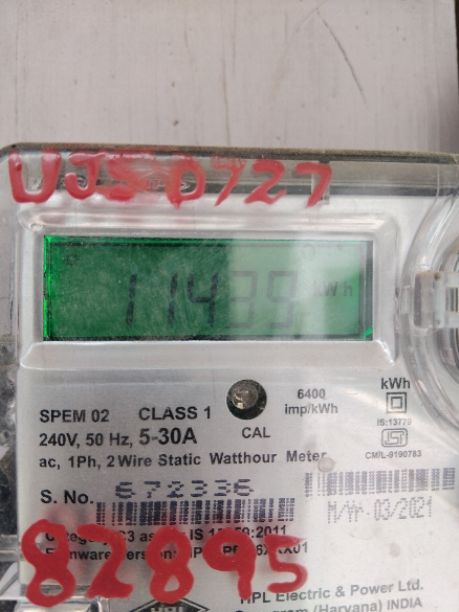 UJS0727
11439 kWh
SPEM 02 CLASS 1
6400 imp/kWh
kWh
240V, 50 Hz, 5-30A
CAL
IS:13779
ac, 1Ph, 2 Wire Static Watthour Meter
CM/L-9190783
S. No. 672336
M/Yr- 03/2021
82895
HPL Electric & Power Ltd.
(Haryana) INDIA